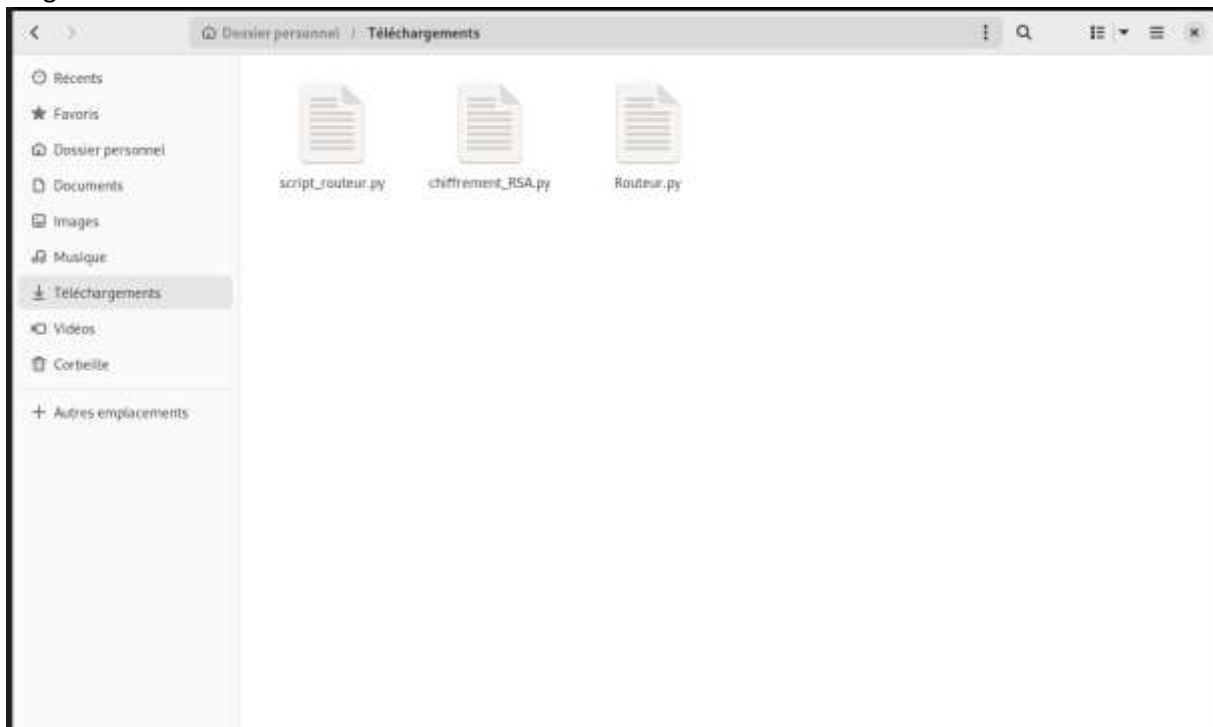 Dossier personnel / Téléchargements
Récents
Favoris
Dossier personnel
Documents
Images
Musique
Téléchargements
Vidéos
Corbeille
Autres emplacements
script_routeur.py
chiffrement_RSA.py
Routeur.py